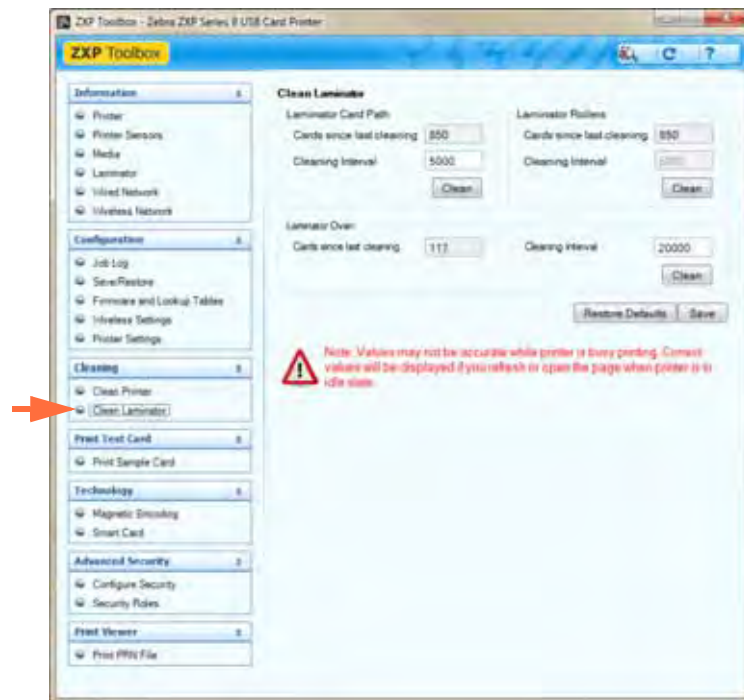 ZXP Toolbox - Zebra ZXP Series 8 USB Card Printer
ZXP Toolbox
?
Information
Printer
Printer Sensors
Media
Laminator
Wired Network
Wireless Network
Configuration
Job Log
Save/Restore
Firmware and Lookup Tables
Wireless Settings
Printer Settings
Cleaning
Clean Printer
Clean Laminator
Print Test Card
Print Sample Card
Technology
Magnetic Encoding
Smart Card
Advanced Security
Configure Security
Security Roles
Print Viewer
Print PRN File
Clean Laminator
Laminator Card Path
Cards since last cleaning 850
Cleaning Interval 5000
Clean
Laminator Rollers
Cards since last cleaning 850
Cleaning Interval
Clean
Laminator Oven
Cards since last cleaning 117
Cleaning Interval 20000
Clean
Restore Defaults Save
Note: Values may not be accurate while printer is busy printing. Correct
values will be displayed if you refresh or open the page when printer is in
idle state.